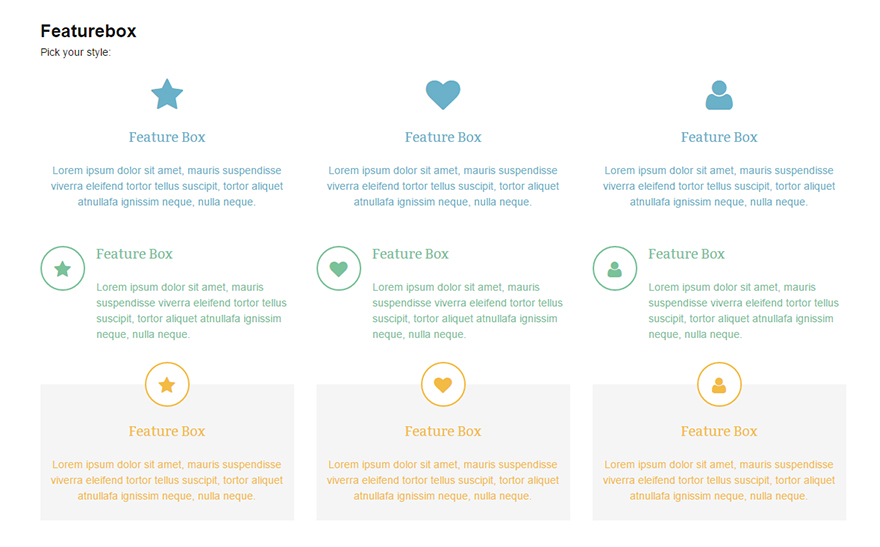 Featurebox
Pick your style:
Feature Box
Lorem ipsum dolor sit amet, mauris suspendisse
viverra eleifend tortor tellus suscipit, tortor aliquet
atnullafa ignissim neque, nulla neque.
Feature Box
Lorem ipsum dolor sit amet, mauris suspendisse
viverra eleifend tortor tellus suscipit, tortor aliquet
atnullafa ignissim neque, nulla neque.
Feature Box
Lorem ipsum dolor sit amet, mauris suspendisse
viverra eleifend tortor tellus suscipit, tortor aliquet
atnullafa ignissim neque, nulla neque.
Feature Box
Lorem ipsum dolor sit amet, mauris
suspendisse viverra eleifend tortor tellus
suscipit, tortor aliquet atnullafa ignissim
neque, nulla neque.
Feature Box
Lorem ipsum dolor sit amet, mauris
suspendisse viverra eleifend tortor tellus
suscipit, tortor aliquet atnullafa ignissim
neque, nulla neque.
Feature Box
Lorem ipsum dolor sit amet, mauris
suspendisse viverra eleifend tortor tellus
suscipit, tortor aliquet atnullafa ignissim
neque, nulla neque.
Feature Box
Lorem ipsum dolor sit amet, mauris suspendisse
viverra eleifend tortor tellus suscipit, tortor aliquet
atnullafa ignissim neque, nulla neque.
Feature Box
Lorem ipsum dolor sit amet, mauris suspendisse
viverra eleifend tortor tellus suscipit, tortor aliquet
atnullafa ignissim neque, nulla neque.
Feature Box
Lorem ipsum dolor sit amet, mauris suspendisse
viverra eleifend tortor tellus suscipit, tortor aliquet
atnullafa ignissim neque, nulla neque.